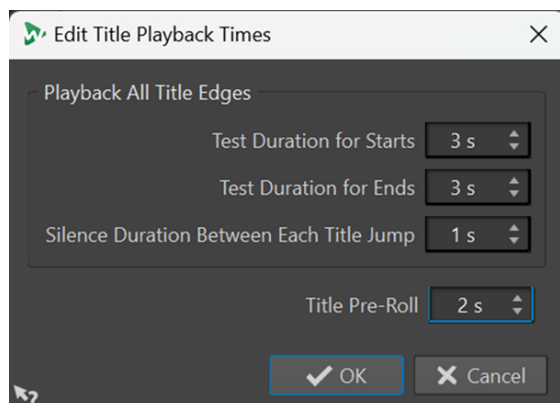 Edit Title Playback Times
Playback All Title Edges
Test Duration for Starts 3 s
Test Duration for Ends 3 s
Silence Duration Between Each Title Jump 1 s
Title Pre-Roll 2 s
OK Cancel